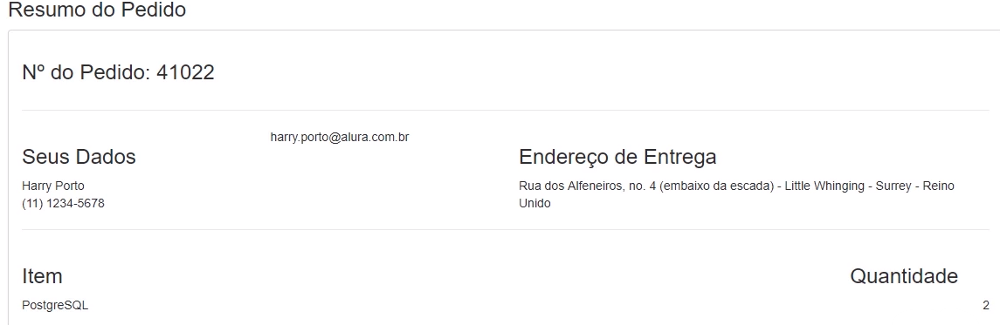 Resumo do Pedido
Nº do Pedido: 41022
harry.porto@alura.com.br
Seus Dados
Harry Porto
(11) 1234-5678
Endereço de Entrega
Rua dos Alfeneiros, no. 4 (embaixo da escada) - Little Whinging - Surrey - Reino
Unido
Item
Quantidade
PostgreSQL
2